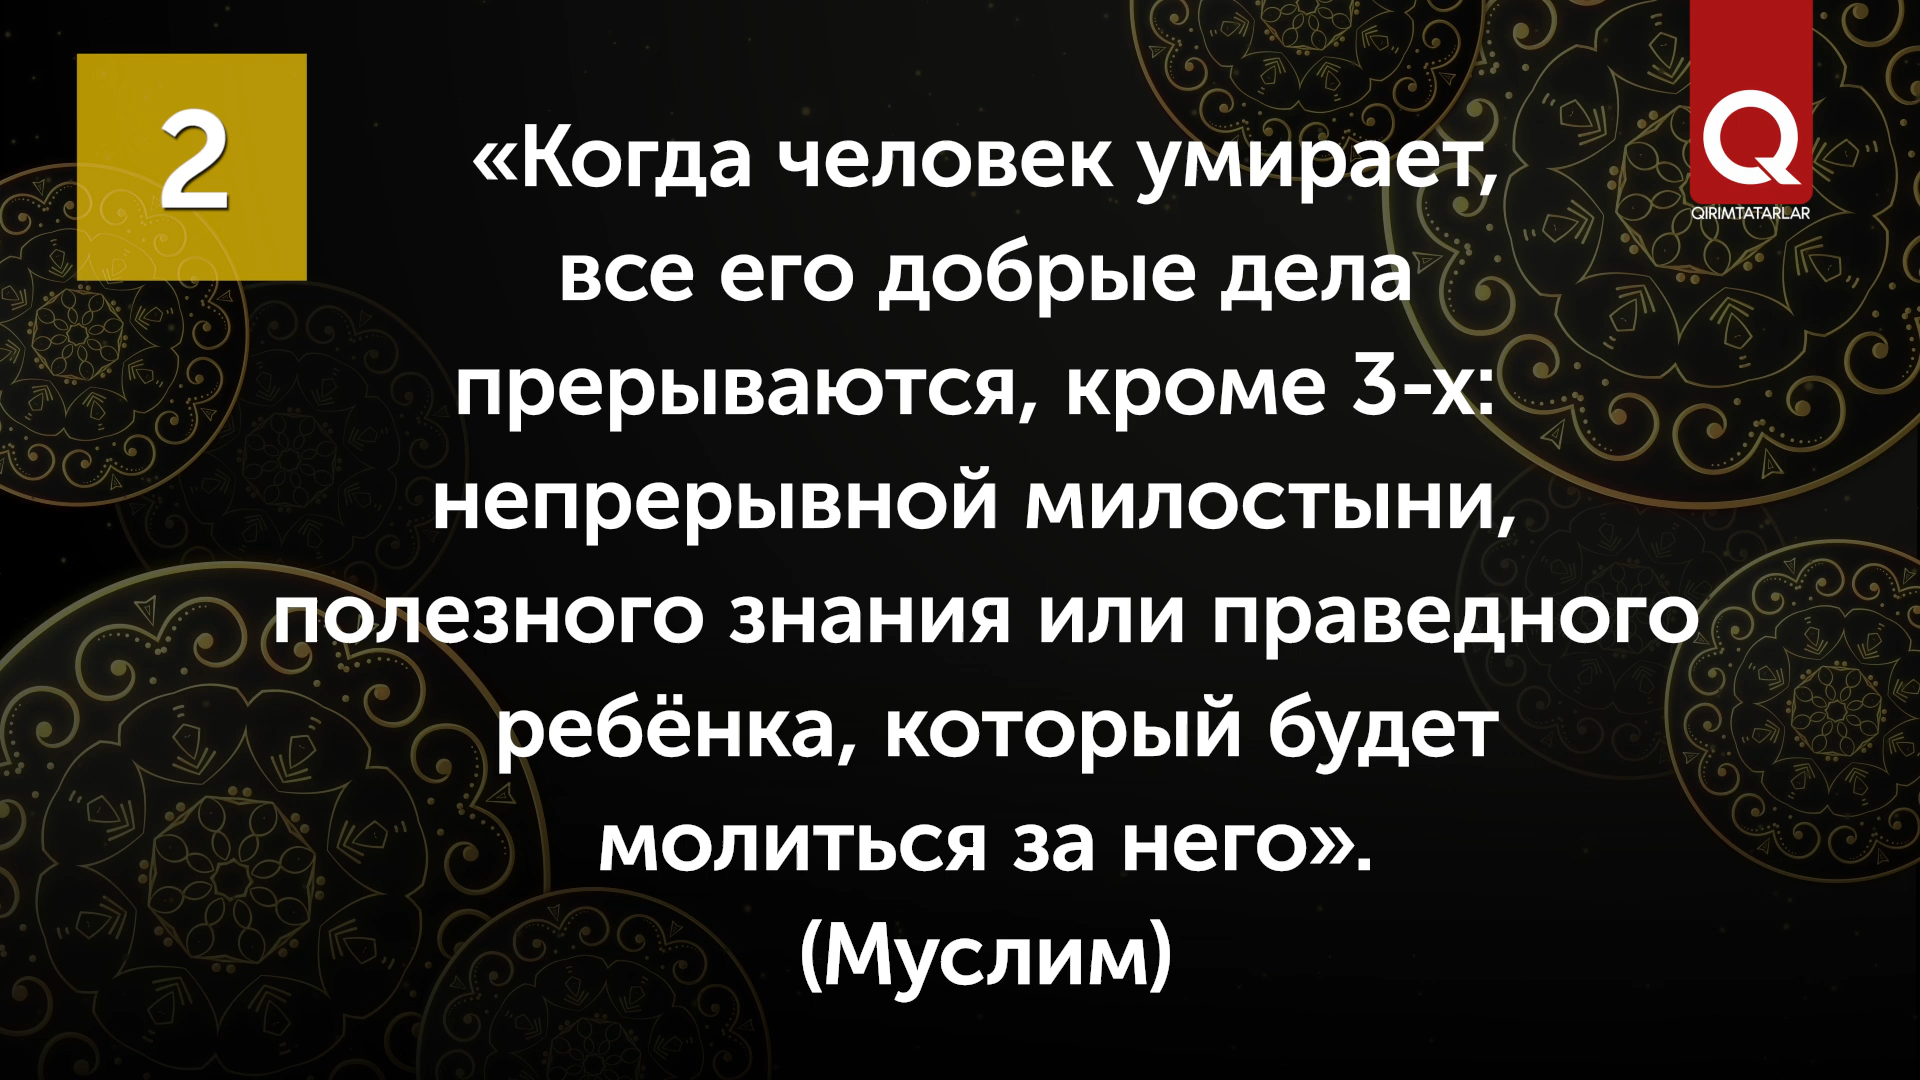 2
«Когда человек умирает,
все его добрые дела
прерываются, кроме 3-х:
непрерывной милостыни,
полезного знания или праведного
ребёнка, который будет
молиться за него».
(Муслим)
Q
QIRIMTATARLAR